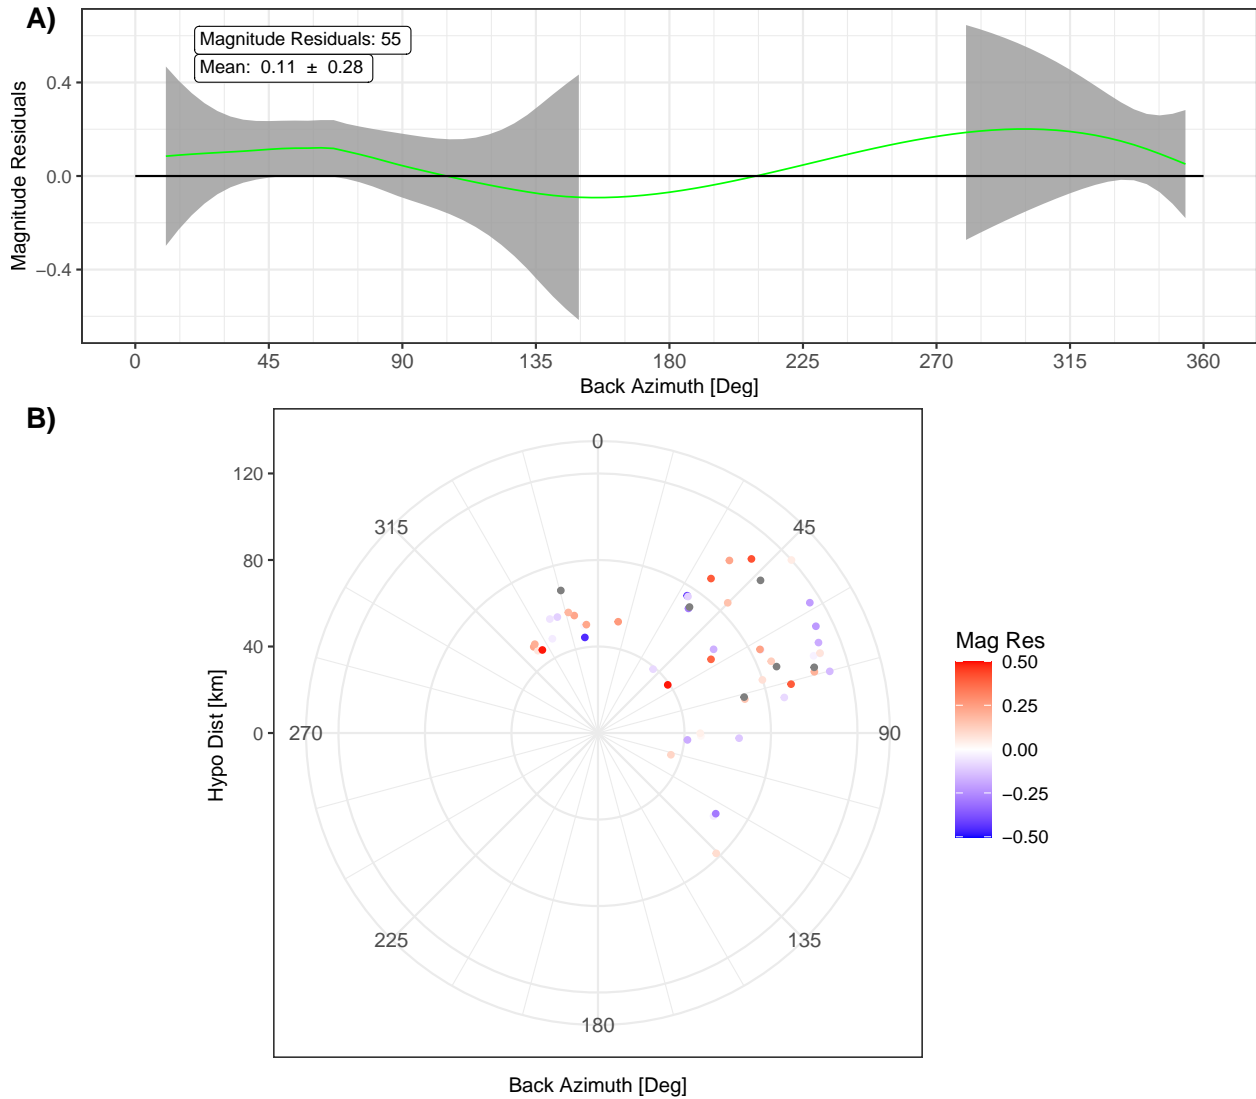 A)
Magnitude Residuals: 55
Mean: 0.11 ± 0.28
0.4
0.0
−0.4
Magnitude Residuals
0 45 90 135 180 225 270 315 360
Back Azimuth [Deg]
B)
0
45
90
135
180
225
270
315
120
80
40
0
Hypo Dist [km]
Back Azimuth [Deg]
Mag Res
0.50
0.25
0.00
−0.25
−0.50